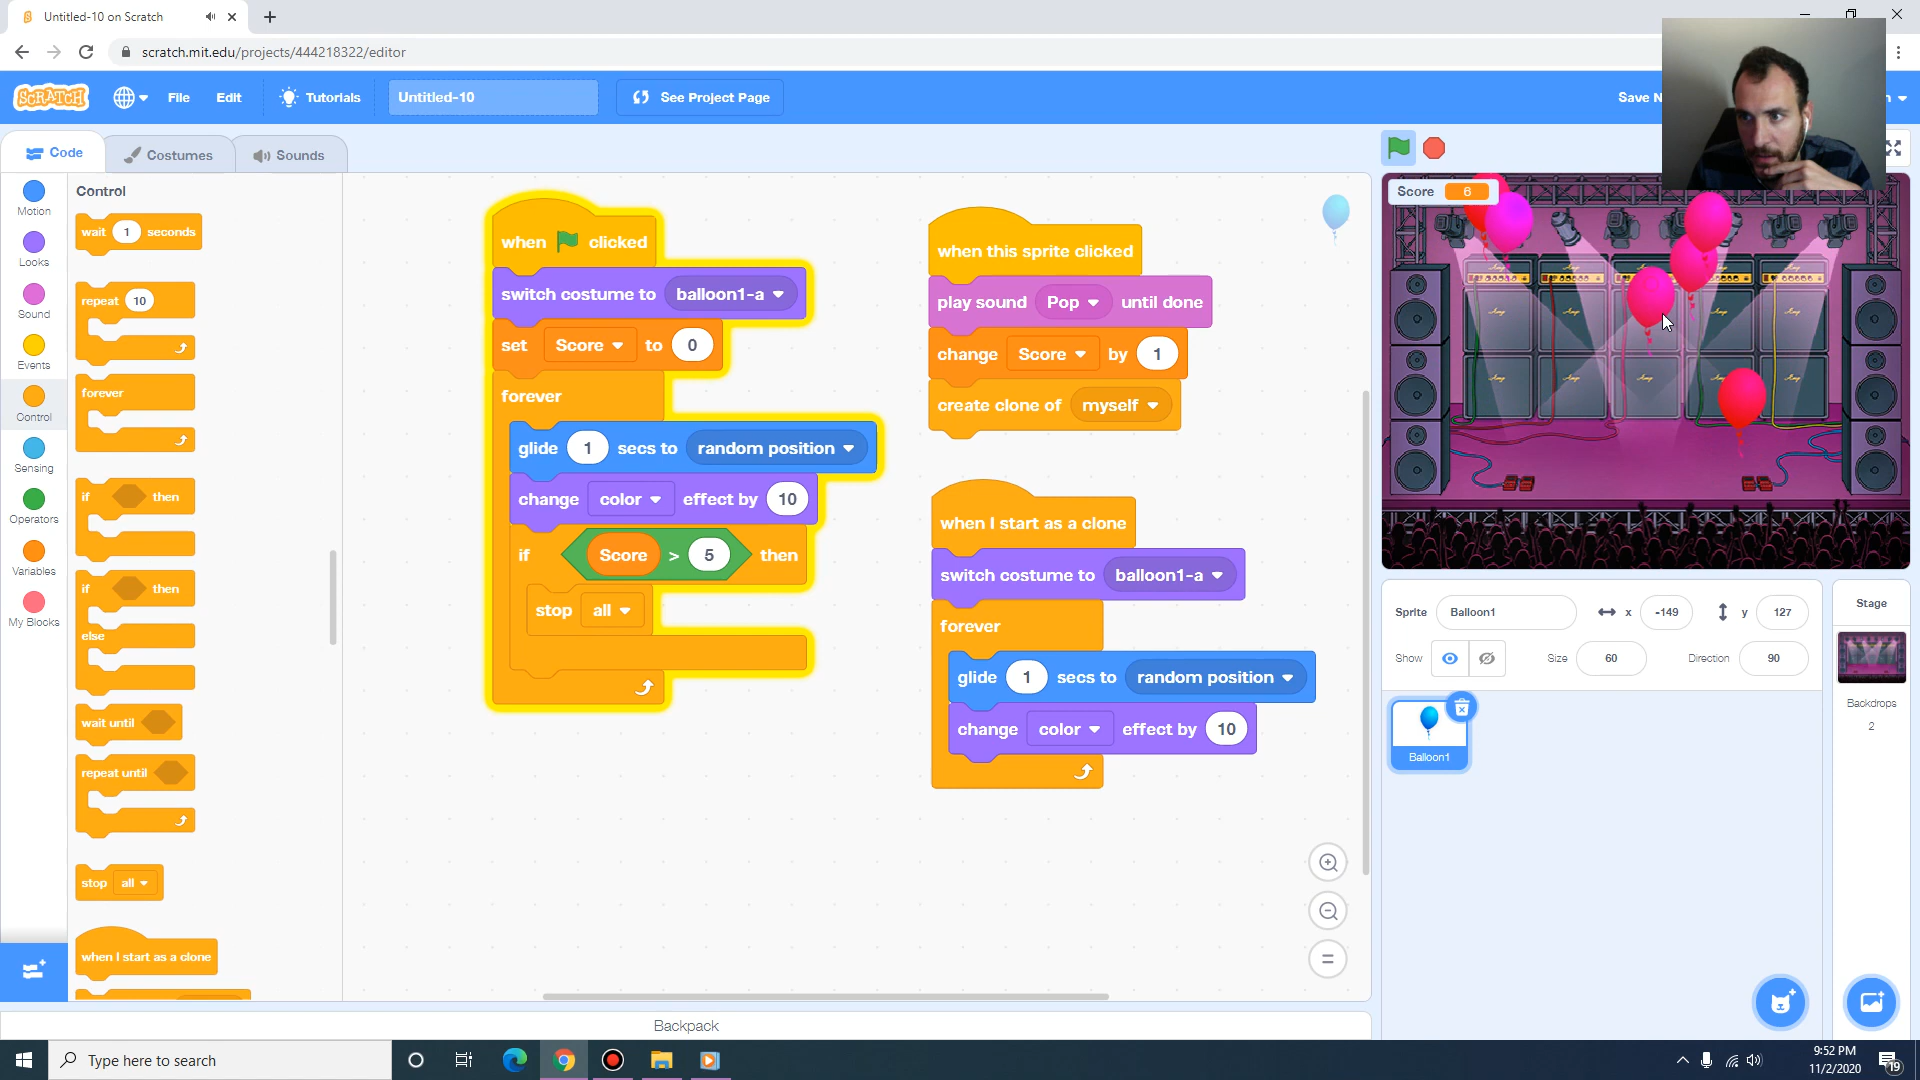 Untitled-10 on Scratch
scratch.mit.edu/projects/444218322/editor
SCRATCH
File
Edit
Tutorials
Untitled-10
See Project Page
Save N
Code
Costumes
Sounds
Motion
Looks
Sound
Events
Control
Sensing
Operators
Variables
My Blocks
Control
wait 1 seconds
repeat 10
forever
if then
if then
else
wait until
repeat until
stop all
when I start as a clone
when clicked
switch costume to balloon1-a
set Score to 0
forever
glide 1 secs to random position
change color effect by 10
if Score > 5 then
stop all
when this sprite clicked
play sound Pop until done
change Score by 1
create clone of myself
when I start as a clone
switch costume to balloon1-a
forever
glide 1 secs to random position
change color effect by 10
Score 6
Sprite Balloon1 x -149 y 127
Show Size 60 Direction 90
Balloon1
Stage
Backdrops
2
Backpack
Type here to search
9:52 PM
11/2/2020
19